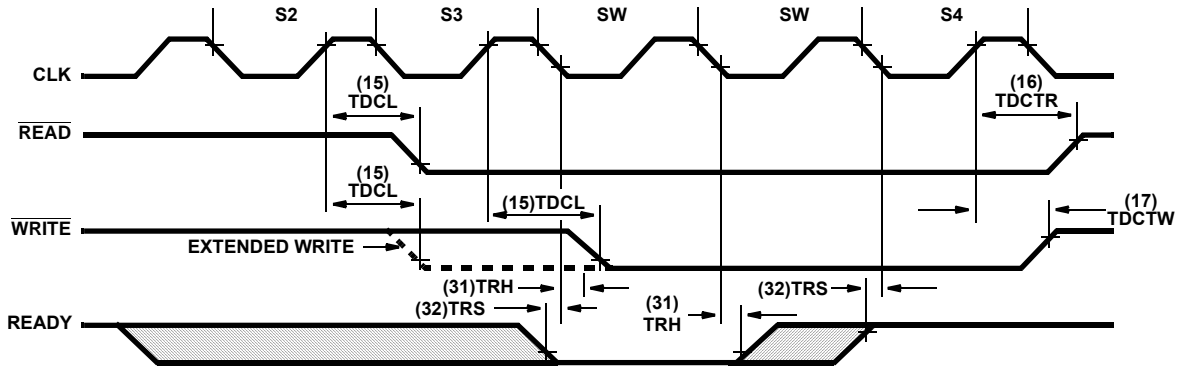 S2 S3 SW SW S4
CLK
(15)
TDCL
(16)
TDCTR
READ
(15)
TDCL
(15)TDCL
(17)
TDCTW
WRITE
EXTENDED WRITE
(31)TRH
(32)TRS
(31)
TRH
(32)TRS
READY